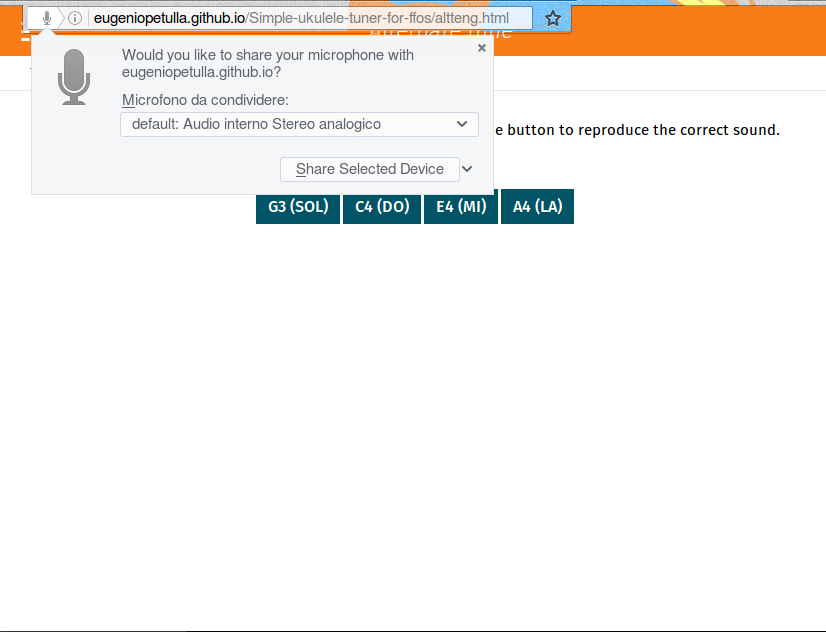 eugeniopetulla.github.io/Simple-ukulele-tuner-for-ffos/altteng.html
Would you like to share your microphone with
eugeniopetulla.github.io?
Microfono da condividere:
default: Audio interno Stereo analogico
e button to reproduce the correct sound.
Share Selected Device
G3 (SOL) C4 (DO) E4 (MI) A4 (LA)